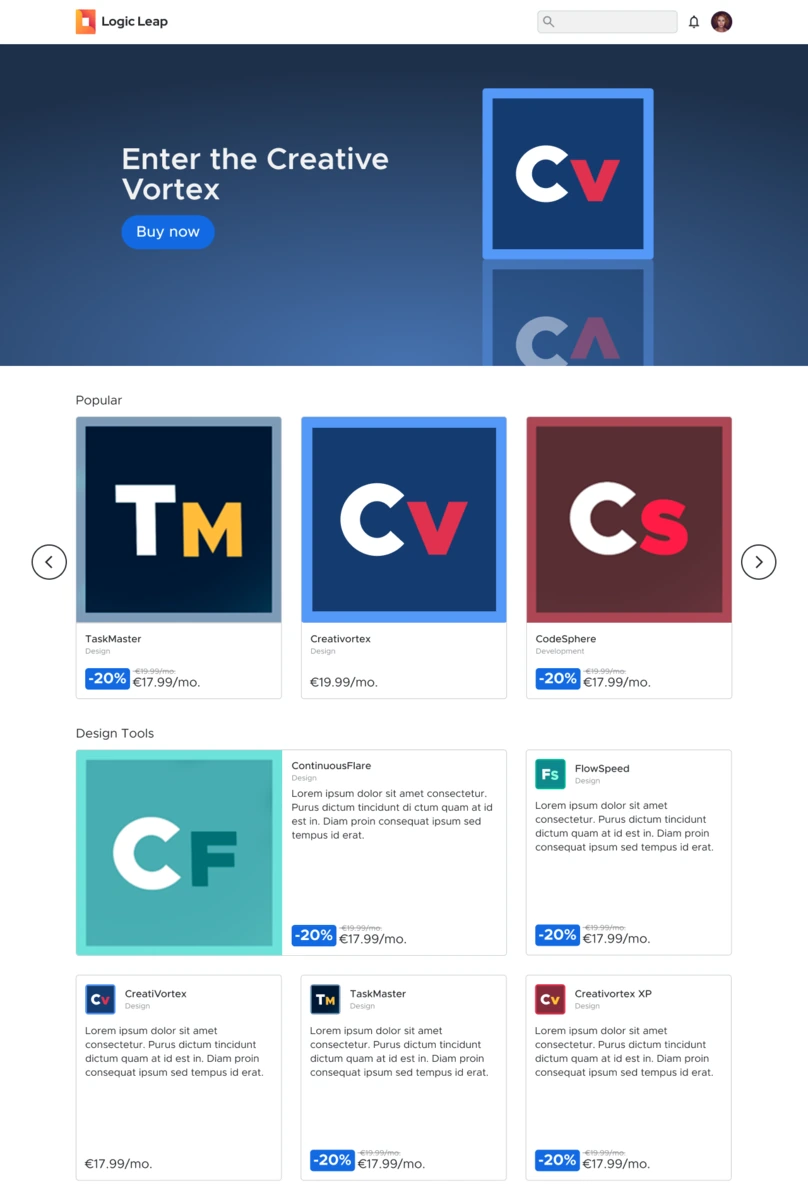 Logic Leap
Enter the Creative
Vortex
Buy now
Cv
Popular
TM
Cv
Cs
TaskMaster
Design
-20%
€19.99/mo.
€17.99/mo.
Creativortex
Design
€19.99/mo.
CodeSphere
Development
-20%
€19.99/mo.
€17.99/mo.
Design Tools
CF
ContinuousFlare
Design
Lorem ipsum dolor sit amet consectetur.
Purus dictum tincidunt di ctum quam at id
est in. Diam proin consequat ipsum sed
tempus id erat.
-20%
€19.99/mo.
€17.99/mo.
Fs
FlowSpeed
Design
Lorem ipsum dolor sit amet
consectetur. Purus dictum tincidunt
dictum quam at id est in. Diam proin
consequat ipsum sed tempus id erat.
-20%
€19.99/mo.
€17.99/mo.
Cv
CreatiVortex
Design
Lorem ipsum dolor sit amet
consectetur. Purus dictum tincidunt
dictum quam at id est in. Diam proin
consequat ipsum sed tempus id erat.
€17.99/mo.
TM
TaskMaster
Design
Lorem ipsum dolor sit amet
consectetur. Purus dictum tincidunt
dictum quam at id est in. Diam proin
consequat ipsum sed tempus id erat.
-20%
€19.99/mo.
€17.99/mo.
Cv
Creativortex XP
Design
Lorem ipsum dolor sit amet
consectetur. Purus dictum tincidunt
dictum quam at id est in. Diam proin
consequat ipsum sed tempus id erat.
-20%
€19.99/mo.
€17.99/mo.